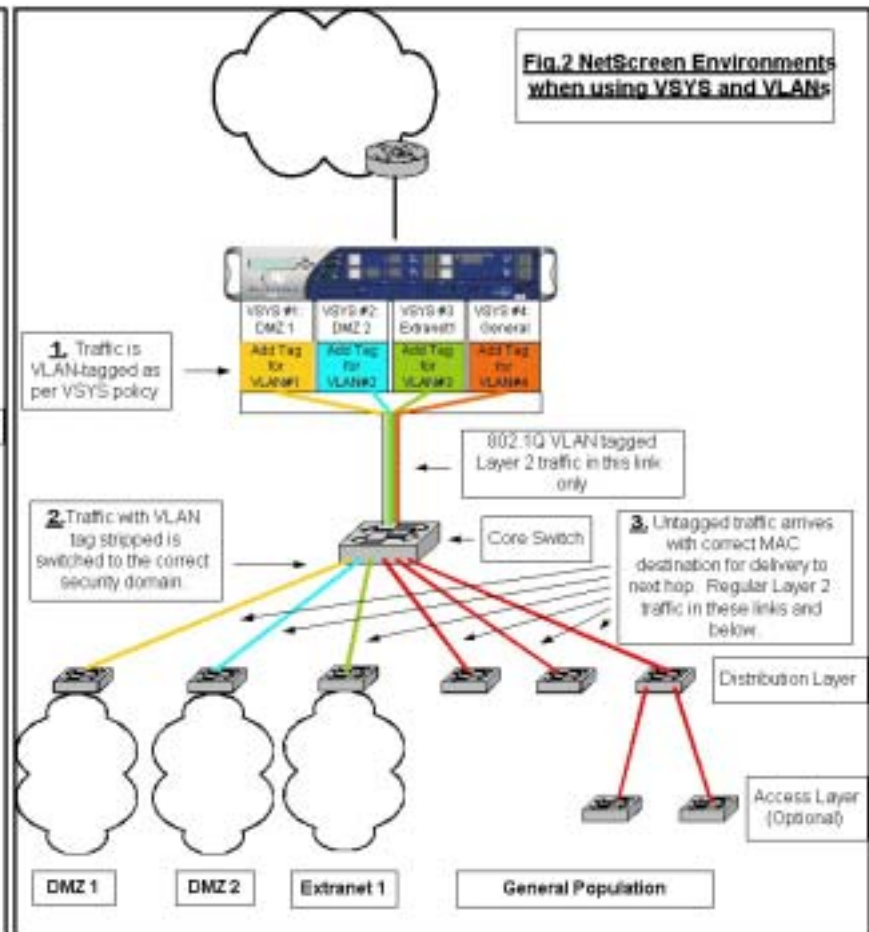 Fig.2 NetScreen Environments
when using VSYS and VLANs
VSYS #1:
DMZ 1
VSYS #2:
DMZ 2
VSYS #3
Extranet1
VSYS #4:
General
Add Tag
for
VLAN#1
Add Tag
for
VLAN#2
Add Tag
for
VLAN#3
Add Tag
for
VLAN#4
1. Traffic is
VLAN-tagged as
per VSYS policy
802.1Q VLAN tagged
Layer 2 traffic in this link
only
2.Traffic with VLAN
tag stripped is
switched to the correct
security domain.
Core Switch
3. Untagged traffic arrives
with correct MAC
destination for delivery to
next hop. Regular Layer 2
traffic in these links and
below.
Distribution Layer
Access Layer
(Optional)
DMZ 1
DMZ 2
Extranet 1
General Population